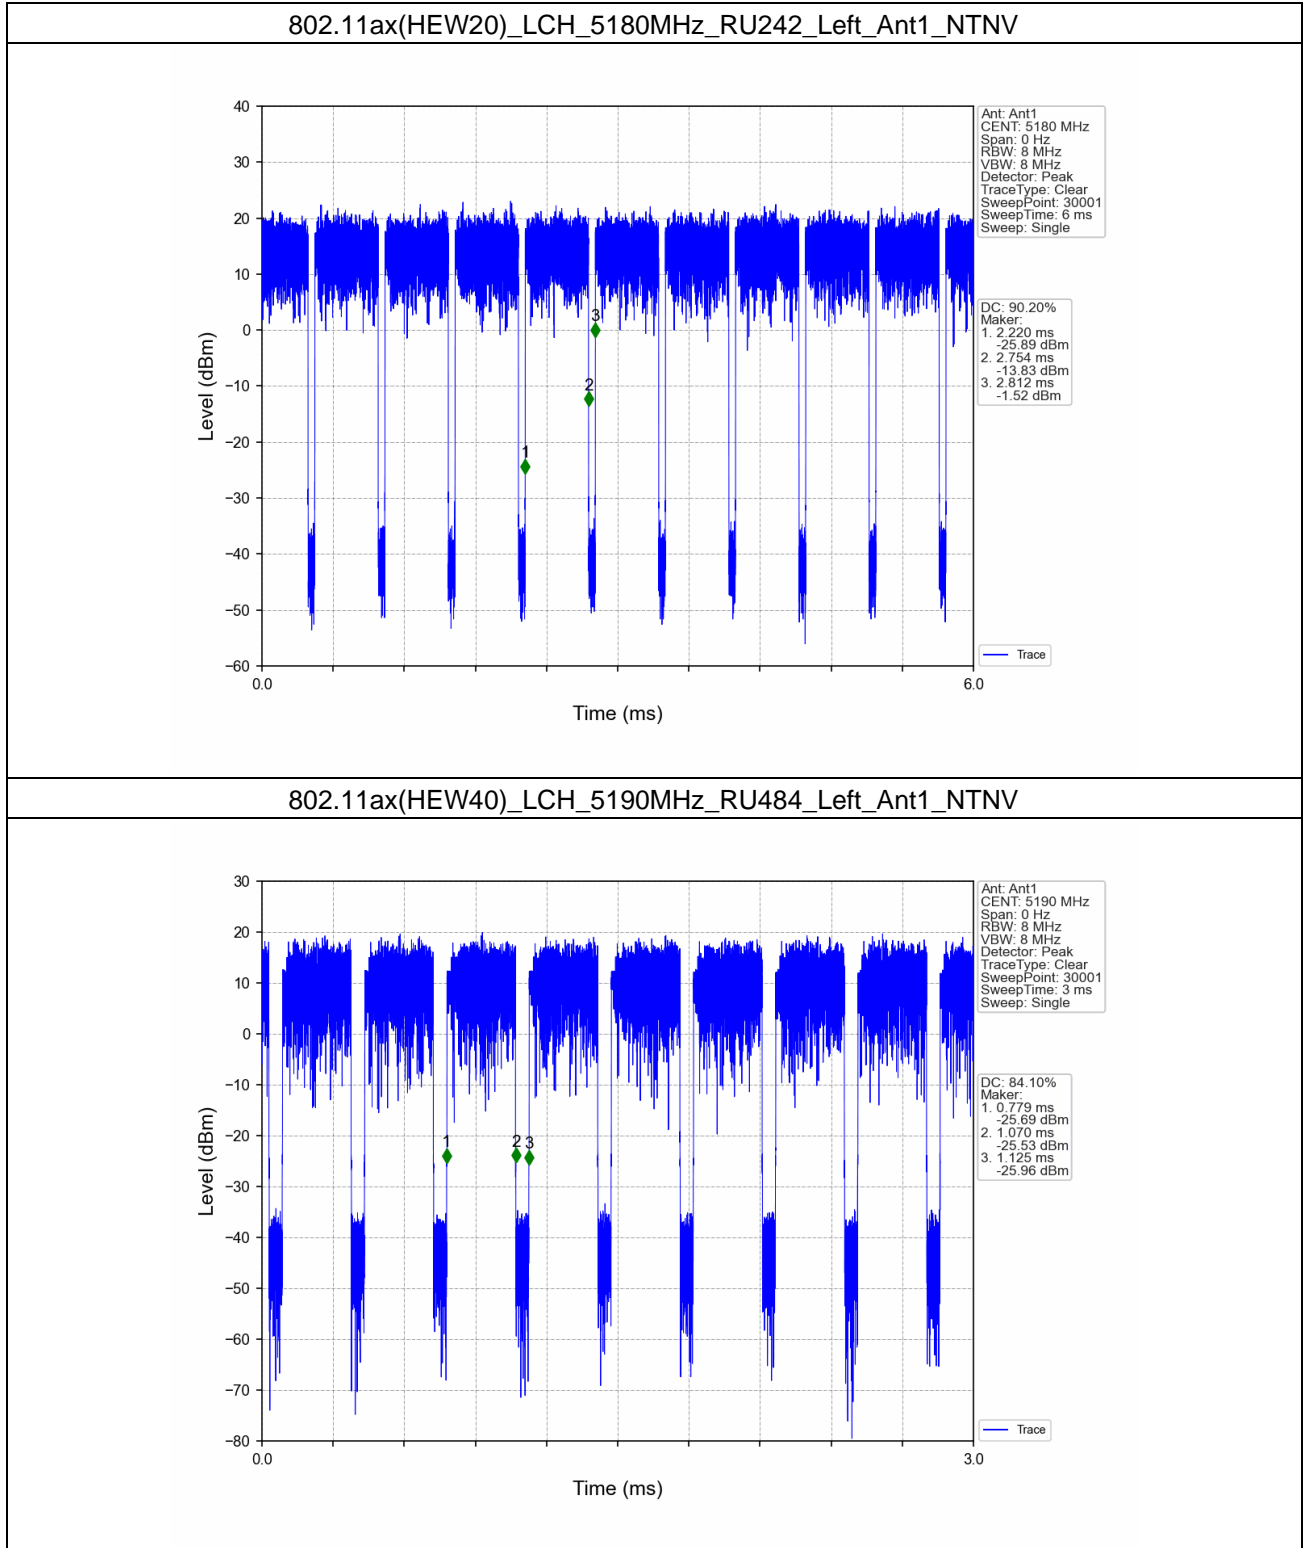 802.11ax(HEW20)_LCH_5180MHz_RU242_Left_Ant1_NTNV
40
30
20
10
0
−10
−20
−30
−40
−50
−60
Level (dBm)
0.0
6.0
Time (ms)
1
2
3
Ant: Ant1
CENT: 5180 MHz
Span: 0 Hz
RBW: 8 MHz
VBW: 8 MHz
Detector: Peak
TraceType: Clear
SweepPoint: 30001
SweepTime: 6 ms
Sweep: Single
DC: 90.20%
Maker:
1. 2.220 ms
-25.89 dBm
2. 2.754 ms
-13.83 dBm
3. 2.812 ms
-1.52 dBm
Trace
802.11ax(HEW40)_LCH_5190MHz_RU484_Left_Ant1_NTNV
30
20
10
0
−10
−20
−30
−40
−50
−60
−70
−80
Level (dBm)
0.0
3.0
Time (ms)
1
2
3
Ant: Ant1
CENT: 5190 MHz
Span: 0 Hz
RBW: 8 MHz
VBW: 8 MHz
Detector: Peak
TraceType: Clear
SweepPoint: 30001
SweepTime: 3 ms
Sweep: Single
DC: 84.10%
Maker:
1. 0.779 ms
-25.69 dBm
2. 1.070 ms
-25.53 dBm
3. 1.125 ms
-25.96 dBm
Trace